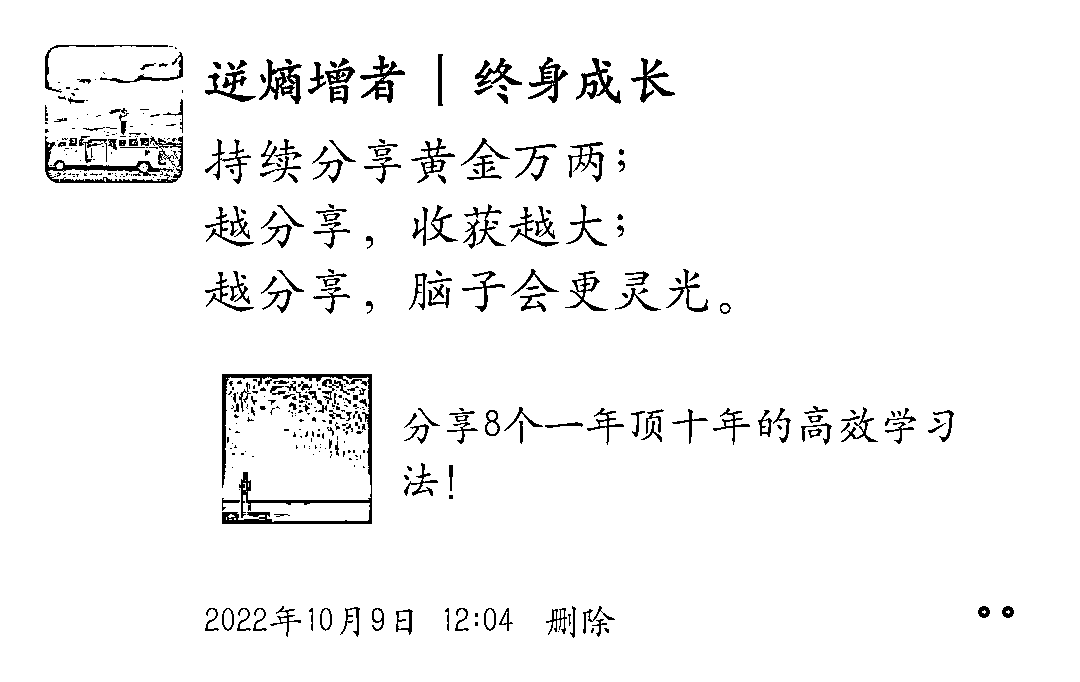 逆熵增者｜终身成长
持续分享黄金万两；
越分享，收获越大；
越分享，脑子会更灵光。
分享8个一年顶十年的高效学习
法！
2022年10月9日 12:04 删除